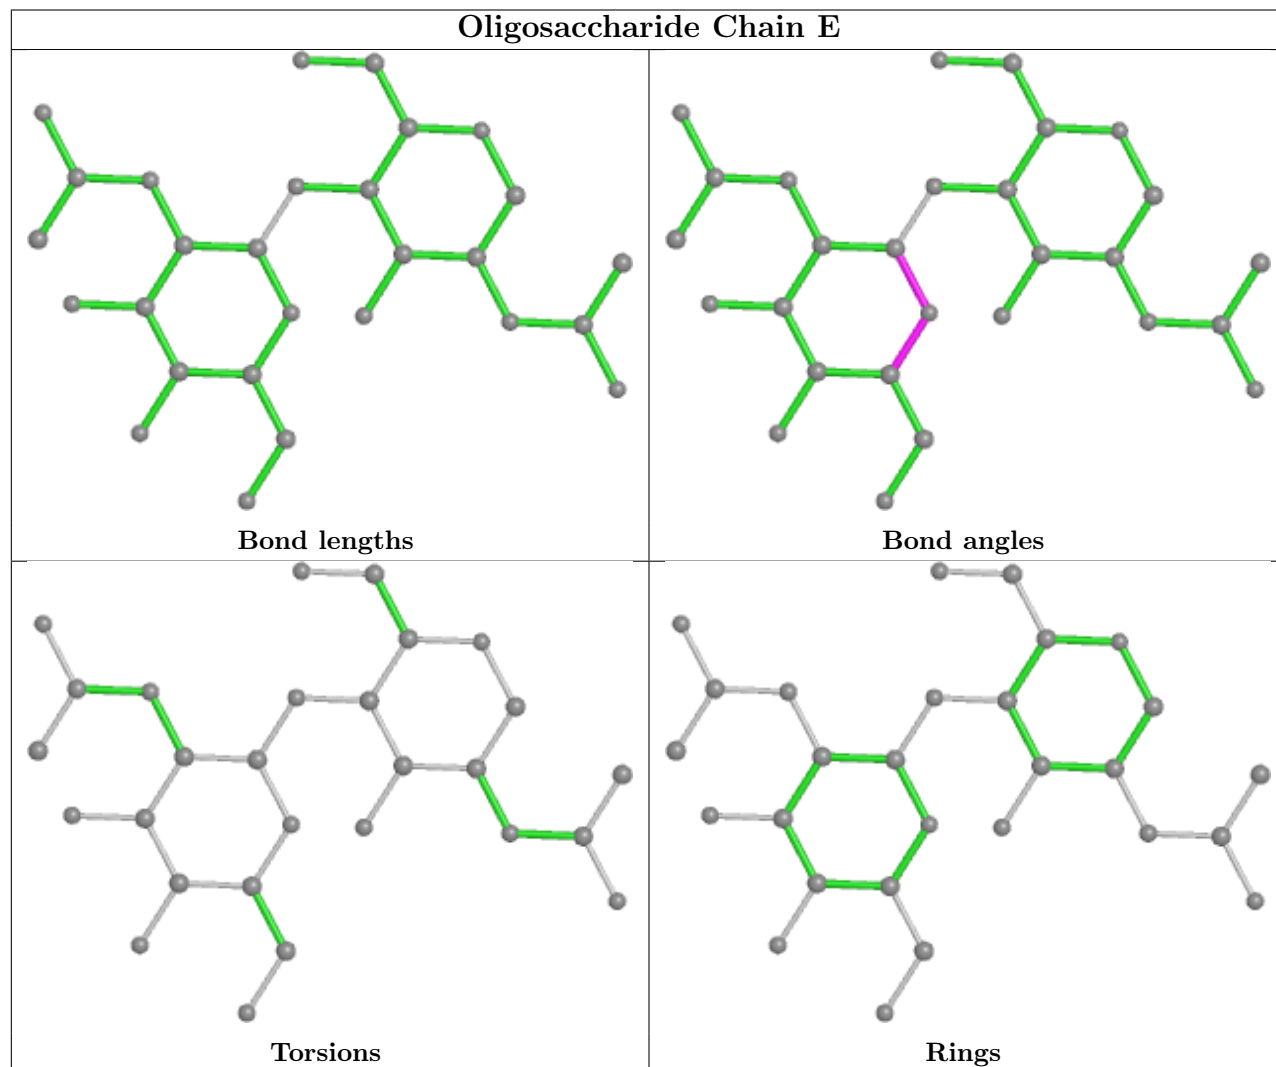 Oligosaccharide Chain E
Bond lengths
Bond angles
Torsions
Rings